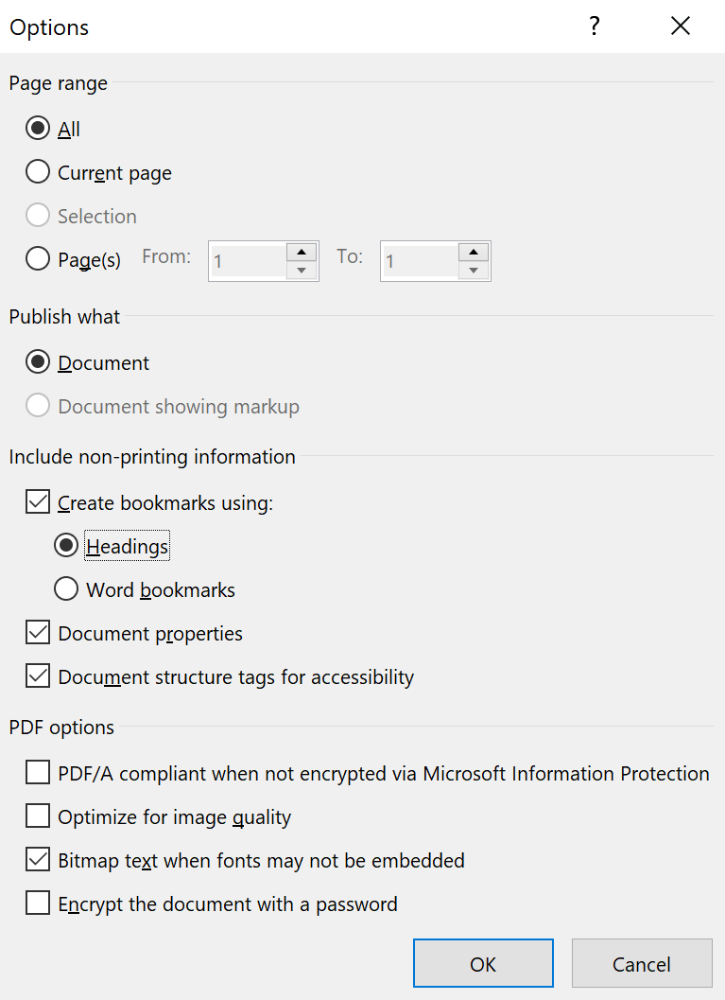 Options ?
Page range
All
Current page
Selection
Page(s) From: 1 To: 1
Publish what
Document
Document showing markup
Include non-printing information
Create bookmarks using:
Headings
Word bookmarks
Document properties
Document structure tags for accessibility
PDF options
PDF/A compliant when not encrypted via Microsoft Information Protection
Optimize for image quality
Bitmap text when fonts may not be embedded
Encrypt the document with a password
OK Cancel